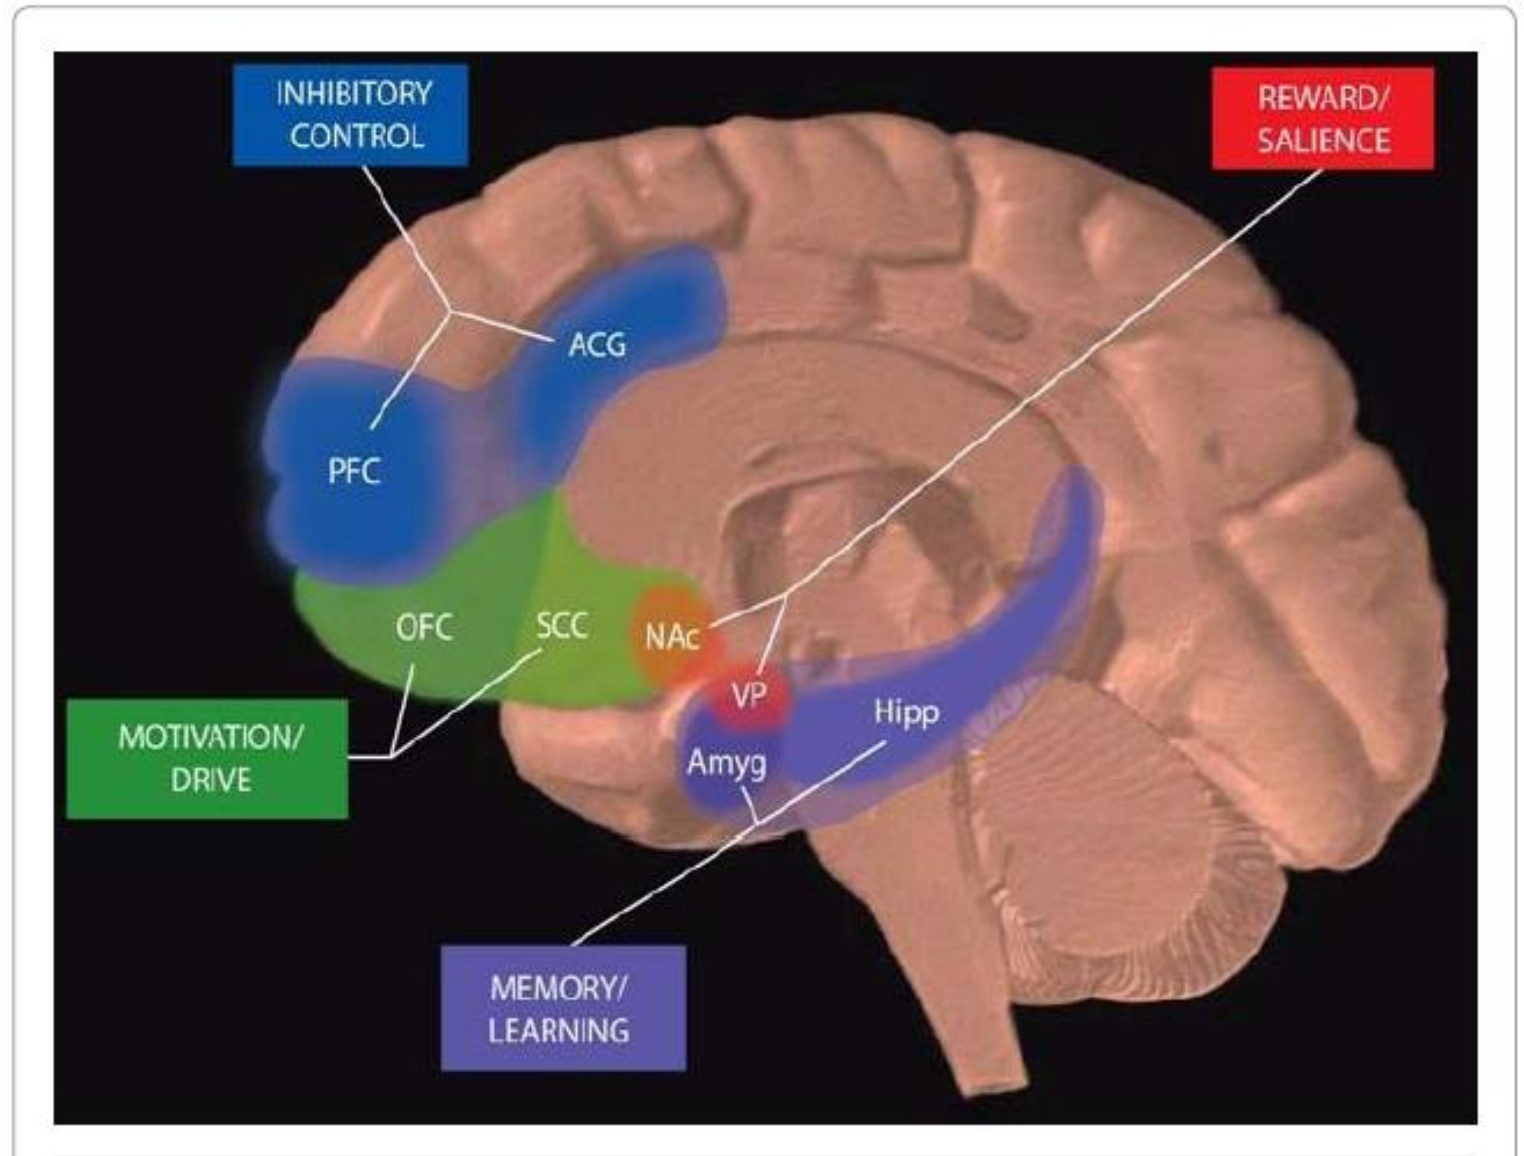 INHIBITORY
CONTROL
REWARD/
SALIENCE
ACG
PFC
OFC
SCC
NAc
VP
Hipp
Amyg
MOTIVATION/
DRIVE
MEMORY/
LEARNING